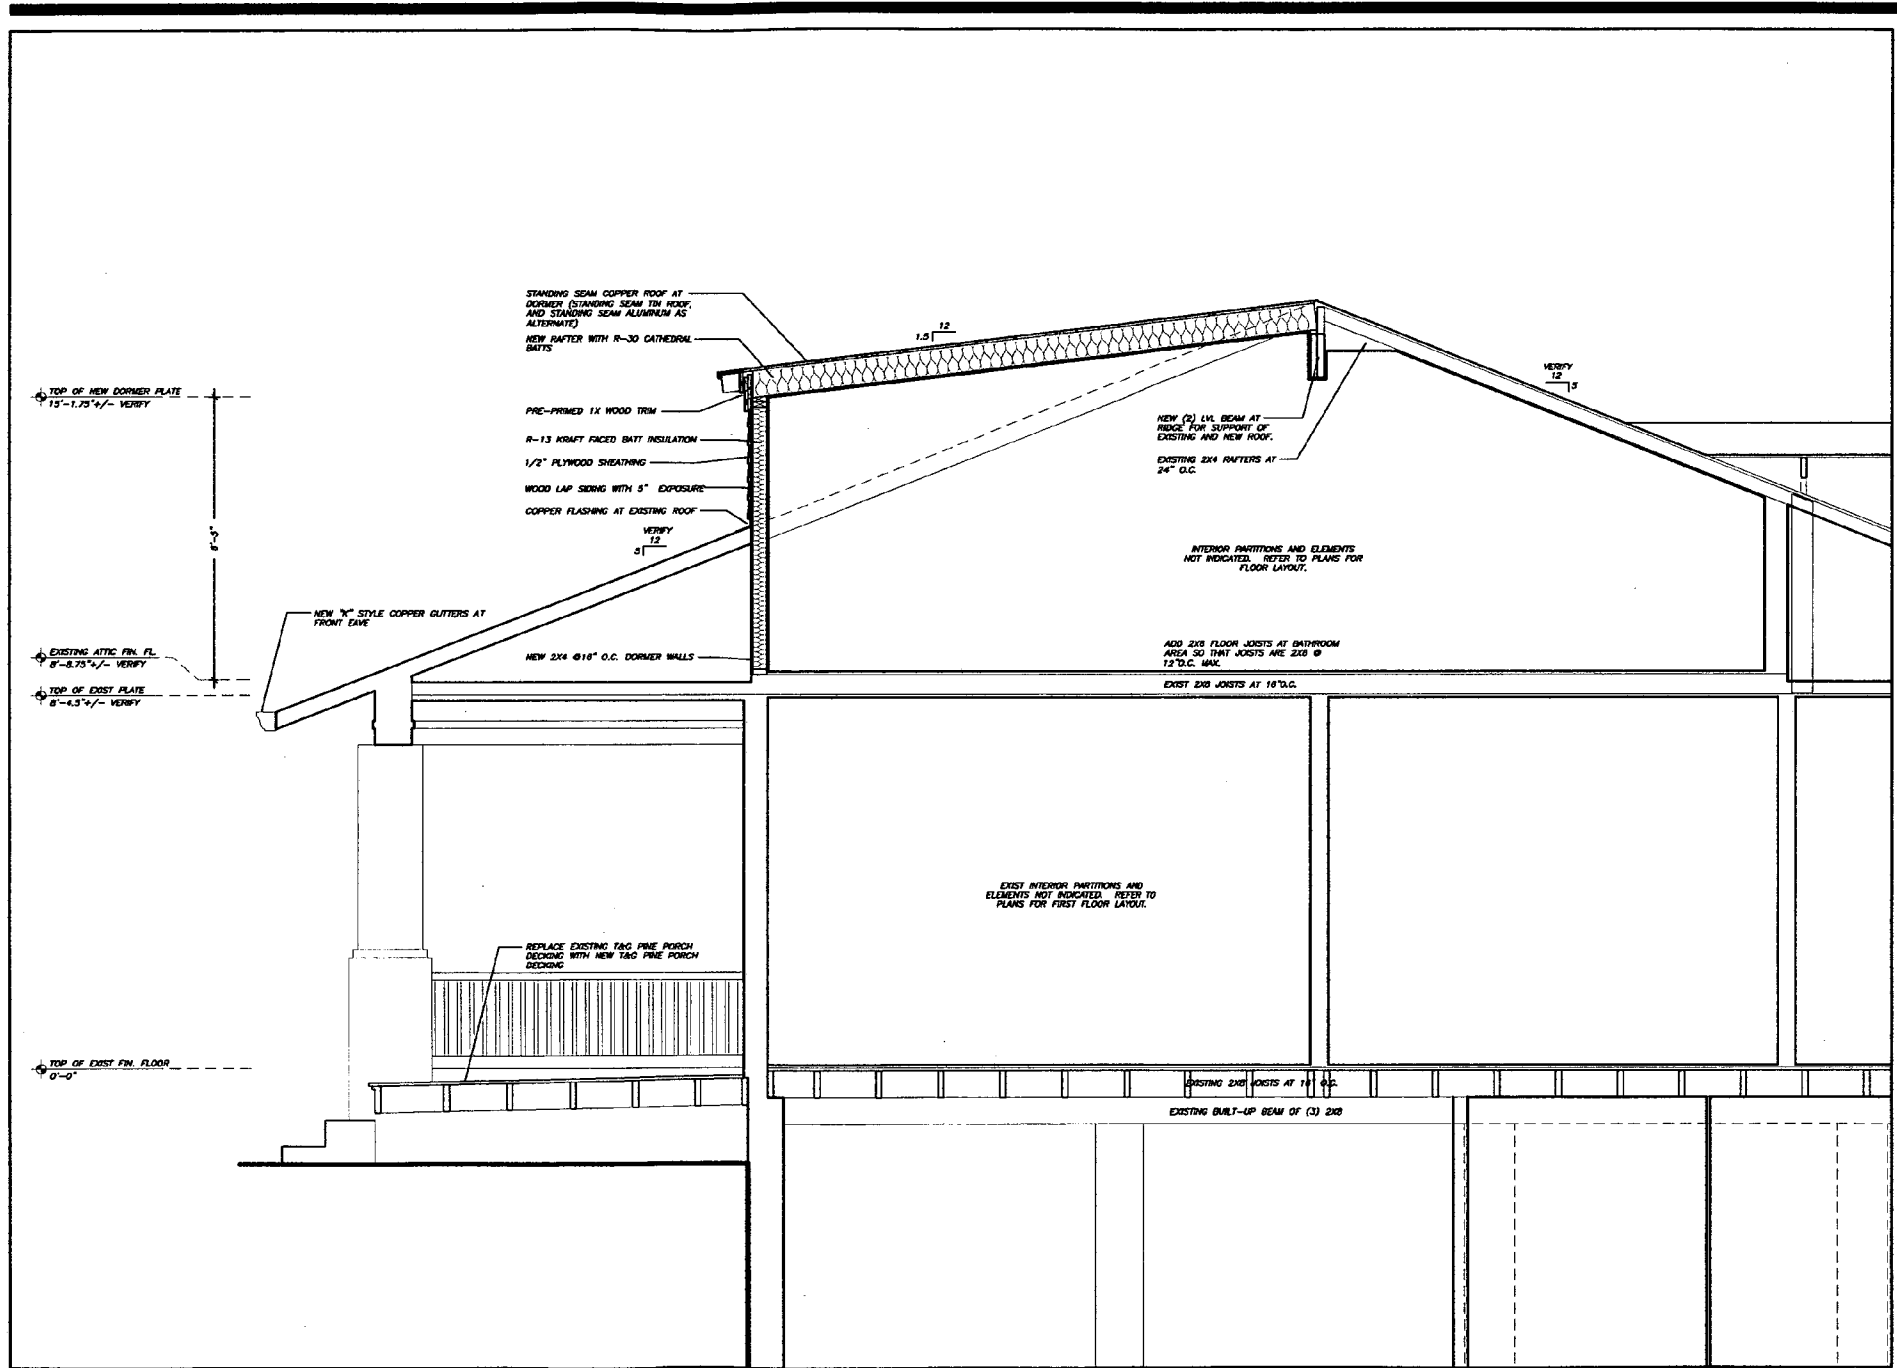 STANDING SEAM COPPER ROOF AT
DORMER (STANDING SEAM TIN ROOF,
AND STANDING SEAM ALUMINUM AS
ALTERNATE)
NEW RAFTER WITH R-30 CATHEDRAL
BATTS
12
1.5
TOP OF NEW DORMER PLATE
15'-1.75"+/- VERIFY
PRE-PRIMED 1X WOOD TRIM
R-13 KRAFT FACED BATT INSULATION
1/2" PLYWOOD SHEATHING
WOOD LAP SIDING WITH 5" EXPOSURE
COPPER FLASHING AT EXISTING ROOF
VERIFY
12
5
VERIFY
12
5
NEW (2) LVL BEAM AT
RIDGE FOR SUPPORT OF
EXISTING AND NEW ROOF.
EXISTING 2X4 RAFTERS AT
24" O.C.
INTERIOR PARTITIONS AND ELEMENTS
NOT INDICATED. REFER TO PLANS FOR
FLOOR LAYOUT.
NEW "K" STYLE COPPER GUTTERS AT
FRONT EAVE
EXISTING ATTIC FIN. FL.
8'-8.75"+/- VERIFY
NEW 2X4 @16" O.C. DORMER WALLS
ADD 2X8 FLOOR JOISTS AT BATHROOM
AREA SO THAT JOISTS ARE 2X8 @
12"O.C. MAX.
EXIST 2X8 JOISTS AT 16"O.C.
TOP OF EXIST PLATE
8'-4.5"+/- VERIFY
EXIST INTERIOR PARTITIONS AND
ELEMENTS NOT INDICATED. REFER TO
PLANS FOR FIRST FLOOR LAYOUT.
REPLACE EXISTING T&G PINE PORCH
DECKING WITH NEW T&G PINE PORCH
DECKING
TOP OF EXIST FIN. FLOOR
0'-0"
EXISTING 2X8 JOISTS AT 16" O.C.
EXISTING BUILT-UP BEAM OF (3) 2X8